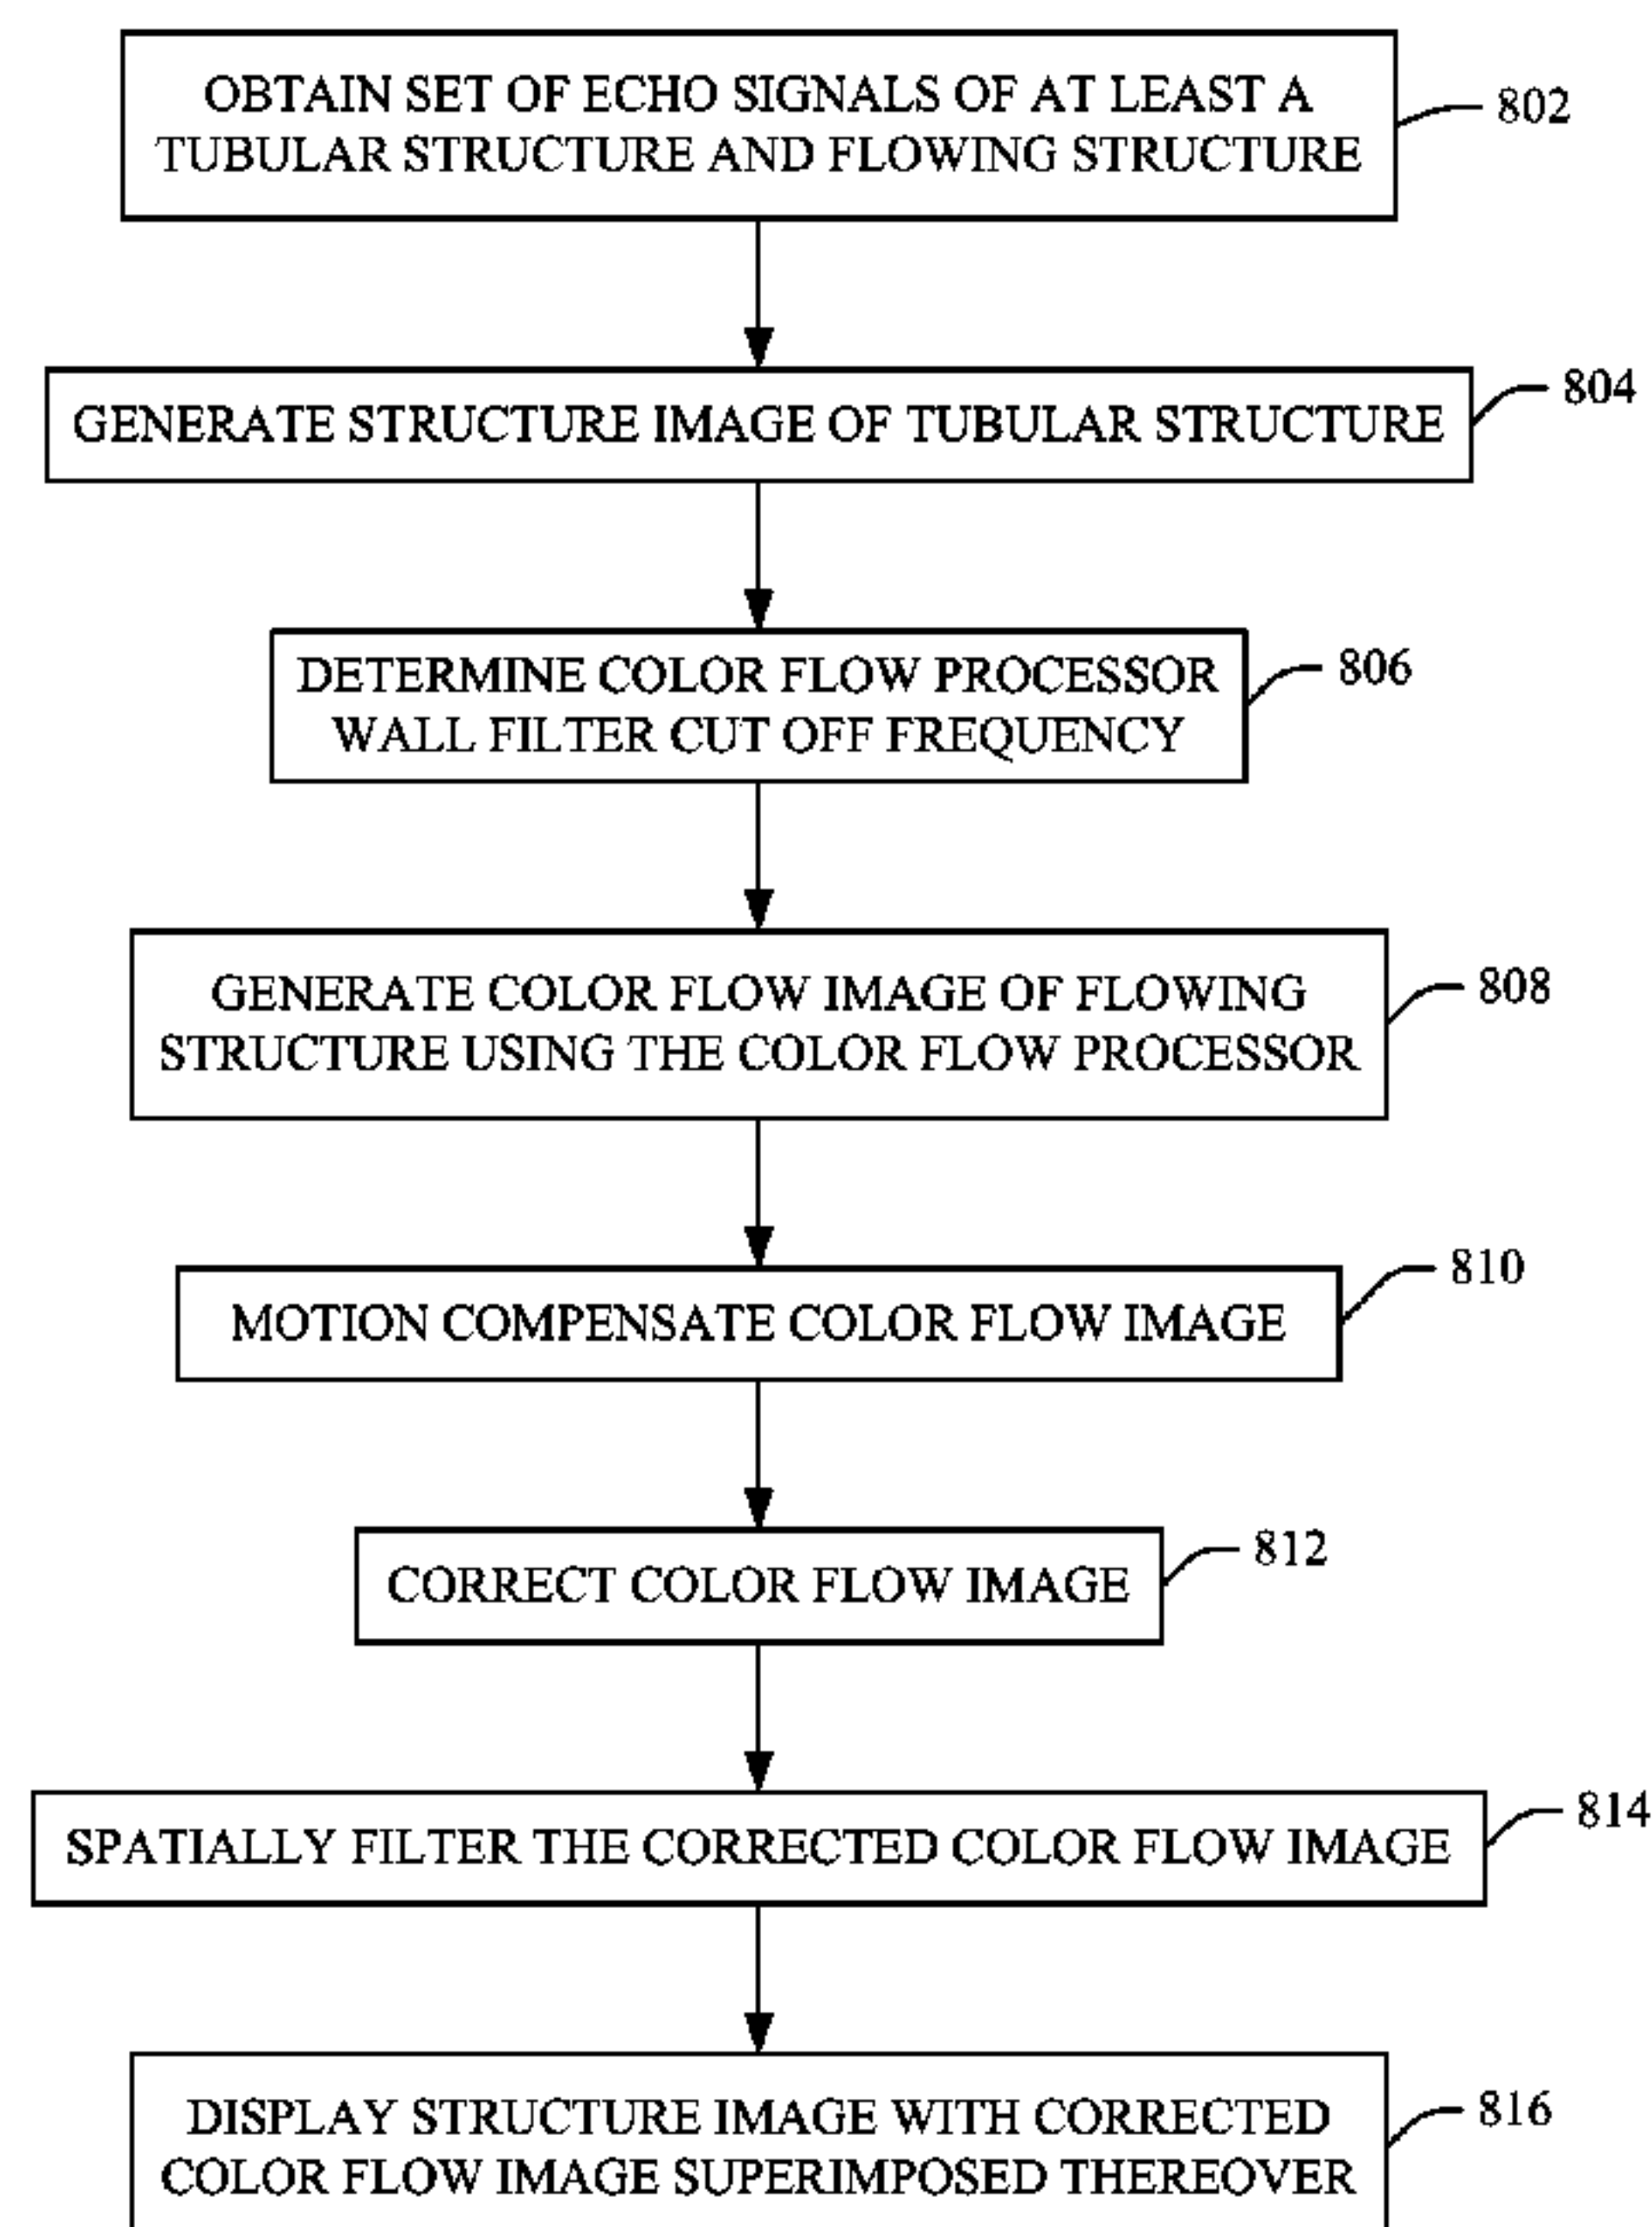 OBTAIN SET OF ECHO SIGNALS OF AT LEAST A
TUBULAR STRUCTURE AND FLOWING STRUCTURE
802
GENERATE STRUCTURE IMAGE OF TUBULAR STRUCTURE
804
DETERMINE COLOR FLOW PROCESSOR
WALL FILTER CUT OFF FREQUENCY
806
GENERATE COLOR FLOW IMAGE OF FLOWING
STRUCTURE USING THE COLOR FLOW PROCESSOR
808
MOTION COMPENSATE COLOR FLOW IMAGE
810
CORRECT COLOR FLOW IMAGE
812
SPATIALLY FILTER THE CORRECTED COLOR FLOW IMAGE
814
DISPLAY STRUCTURE IMAGE WITH CORRECTED
COLOR FLOW IMAGE SUPERIMPOSED THEREOVER
816